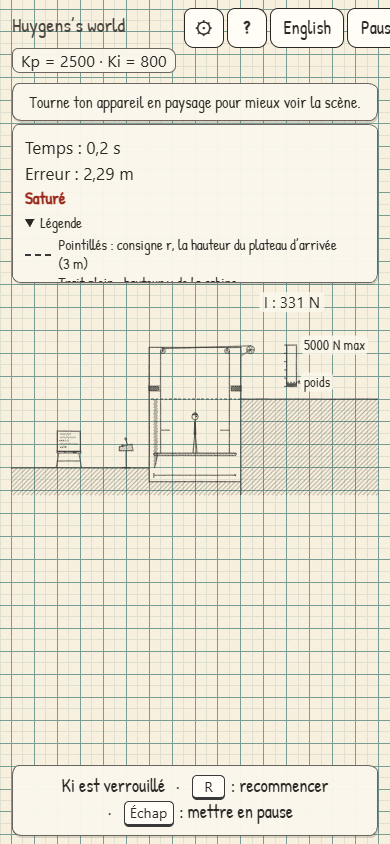 Huygens's world
?
English
Paus
Kp = 2500 · Ki = 800
Tourne ton appareil en paysage pour mieux voir la scène.
Temps : 0,2 s
Erreur : 2,29 m
Saturé
▼ Légende
Pointillés : consigne r, la hauteur du plateau d'arrivée
(3 m)
I : 331 N
5000 N max
poids
Ki est verrouillé · R : recommencer
· Échap : mettre en pause